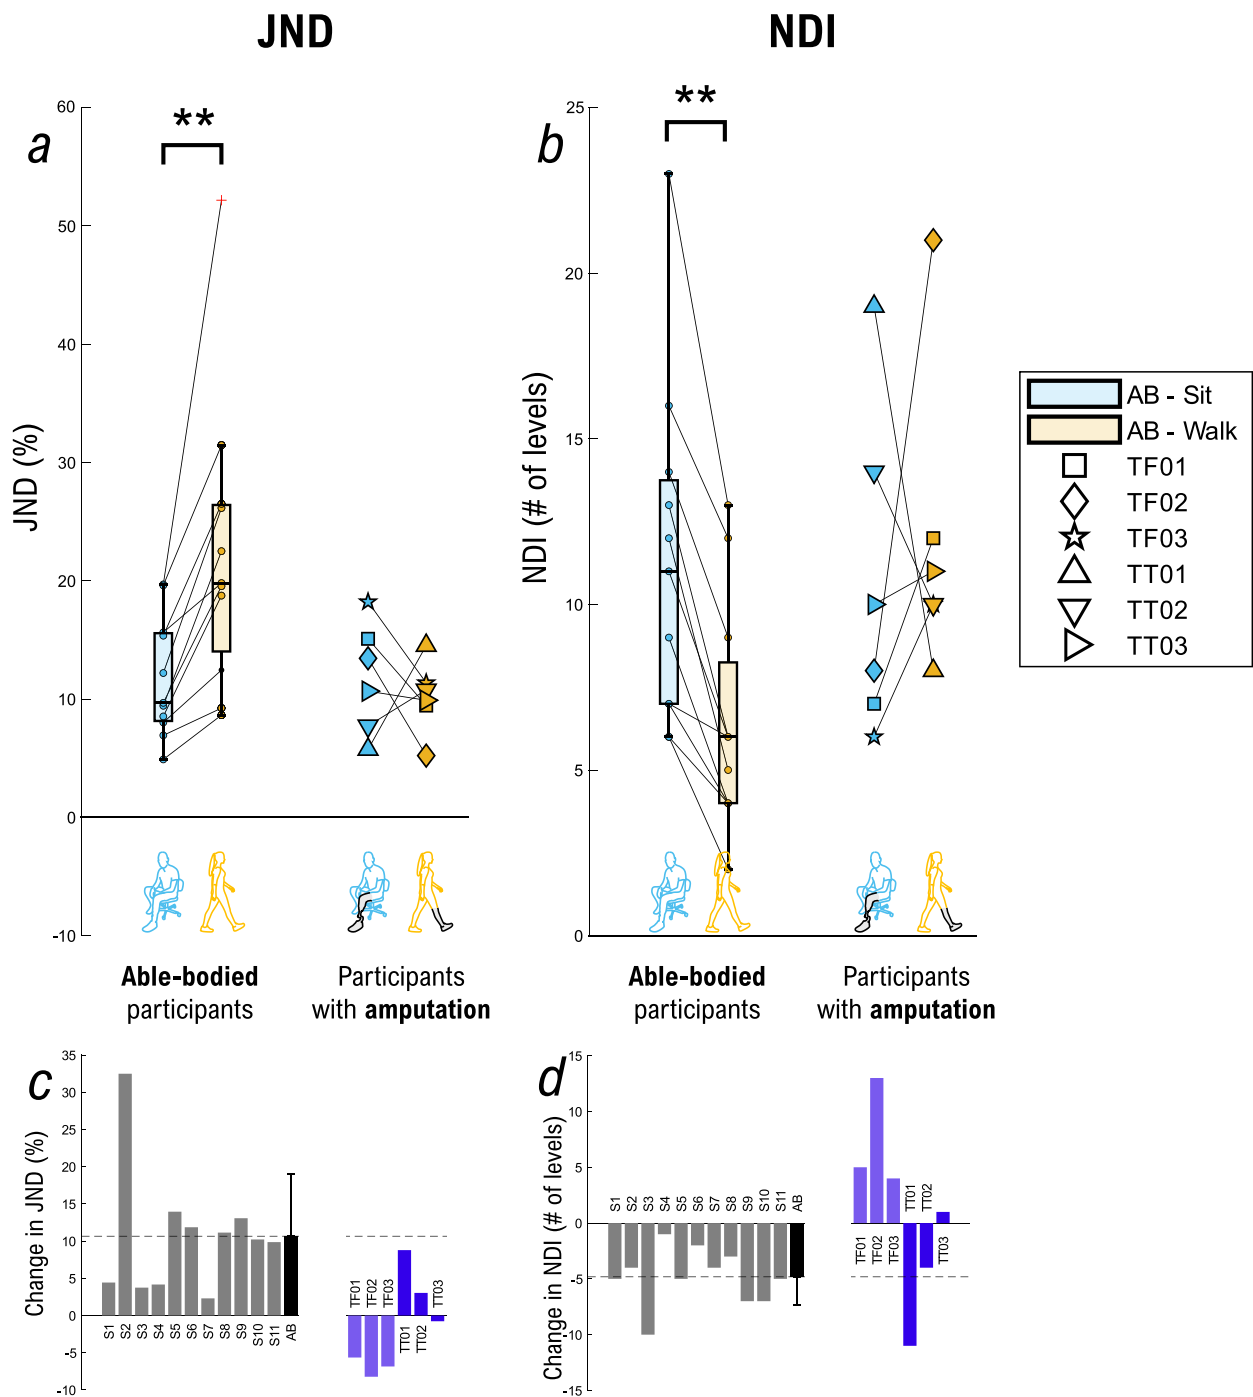 JND
NDI
a
**
JND (%)
60
50
40
30
20
10
0
-10
Able-bodied
participants
Participants
with amputation
b
**
NDI (# of levels)
25
20
15
10
5
0
Able-bodied
participants
Participants
with amputation
AB - Sit
AB - Walk
TF01
TF02
TF03
TT01
TT02
TT03
c
Change in JND (%)
35
30
25
20
15
10
5
0
-5
-10
S1
S2
S3
S4
S5
S6
S7
S8
S9
S10
S11
AB
TF01
TF02
TF03
TT01
TT02
TT03
d
Change in NDI (# of levels)
15
10
5
0
-5
-10
-15
S1
S2
S3
S4
S5
S6
S7
S8
S9
S10
S11
AB
TF01
TF02
TF03
TT01
TT02
TT03